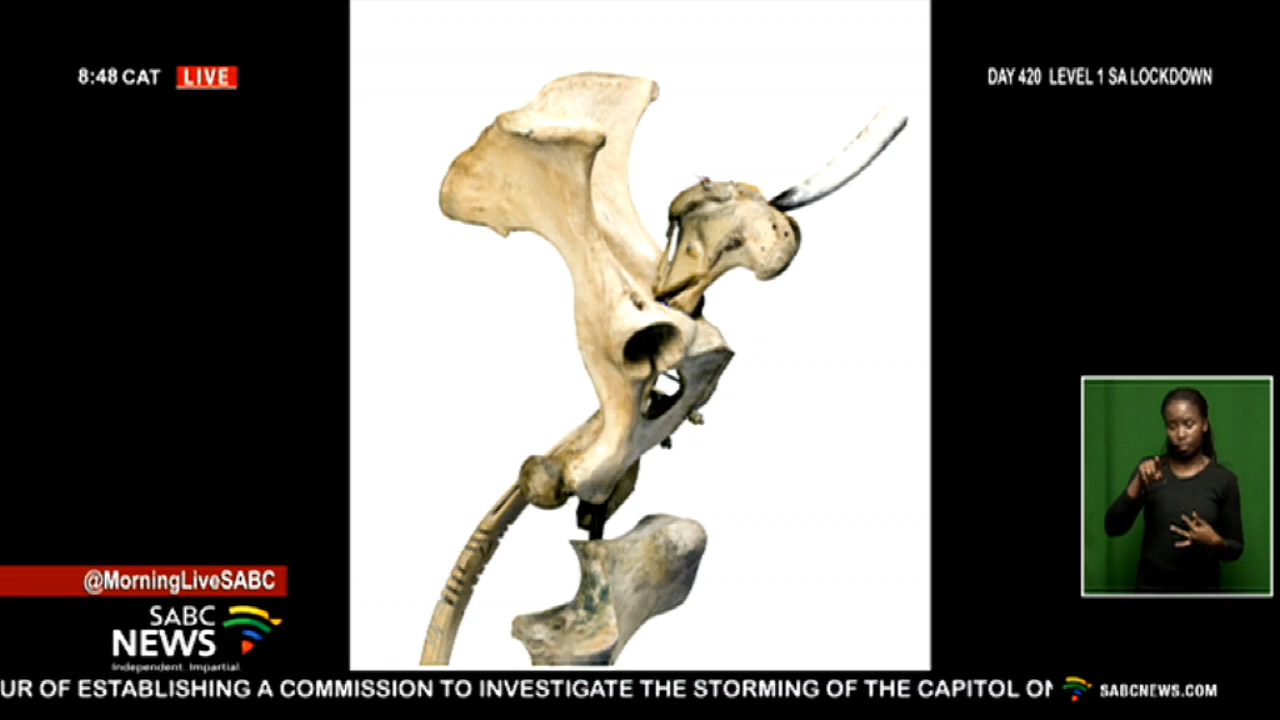 8:48 CAT LIVE
DAY 420 LEVEL 1 SA LOCKDOWN
@MorningLiveSABC
SABC
NEWS
Independent. Impartial.
UR OF ESTABLISHING A COMMISSION TO INVESTIGATE THE STORMING OF THE CAPITOL ON
SABCNEWS.COM